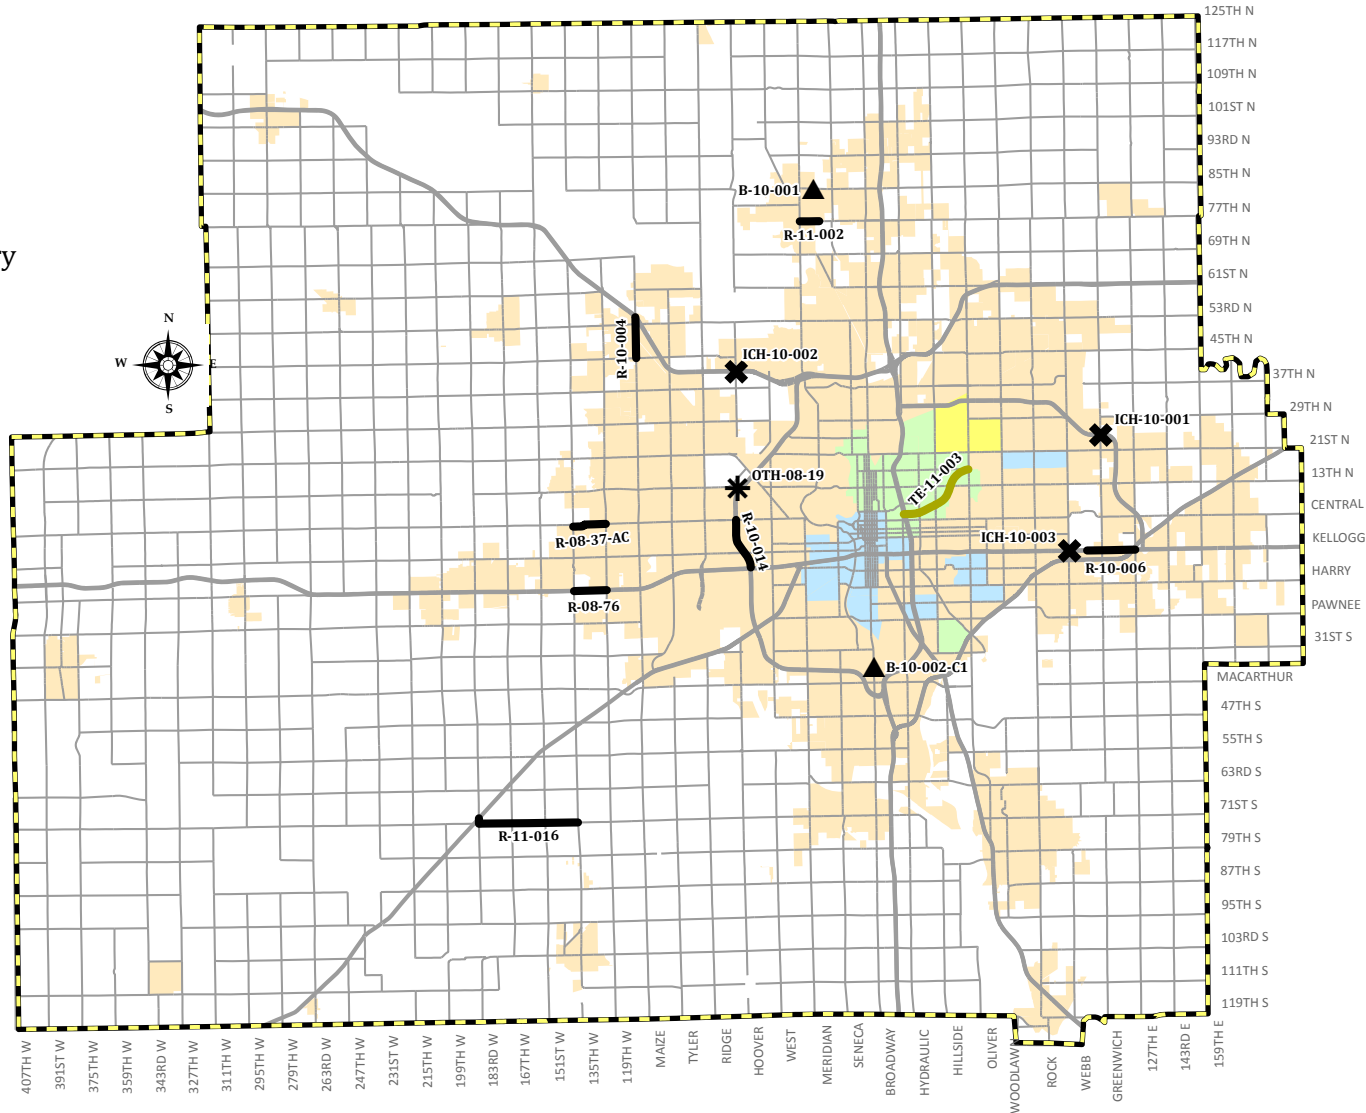 125TH N
117TH N
109TH N
101ST N
93RD N
85TH N
B-10-001
77TH N
R-11-002
69TH N
ry
61ST N
53RD N
N
45TH N
R-10-004
ICH-10-002
W
E
37TH N
S
29TH N
ICH-10-001
21ST N
TE-11-003
13TH N
OTH-08-19
CENTRAL
R-10-014
R-08-37-AC
ICH-10-003
KELLOGG
R-10-006
HARRY
R-08-76
PAWNEE
31ST S
B-10-002-C1
MACARTHUR
47TH S
55TH S
63RD S
71ST S
R-11-016
79TH S
87TH S
95TH S
103RD S
111TH S
119TH S
407TH W
391ST W
375TH W
359TH W
343RD W
327TH W
311TH W
295TH W
279TH W
263RD W
247TH W
231ST W
215TH W
199TH W
183RD W
167TH W
151ST W
135TH W
119TH W
MAIZE
TYLER
RIDGE
HOOVER
WEST
MERIDIAN
SENECA
BROADWAY
HYDRAULIC
HILLSIDE
OLIVER
WOODLAWN
ROCK
WEBB
GREENWICH
127TH E
143RD E
159TH E